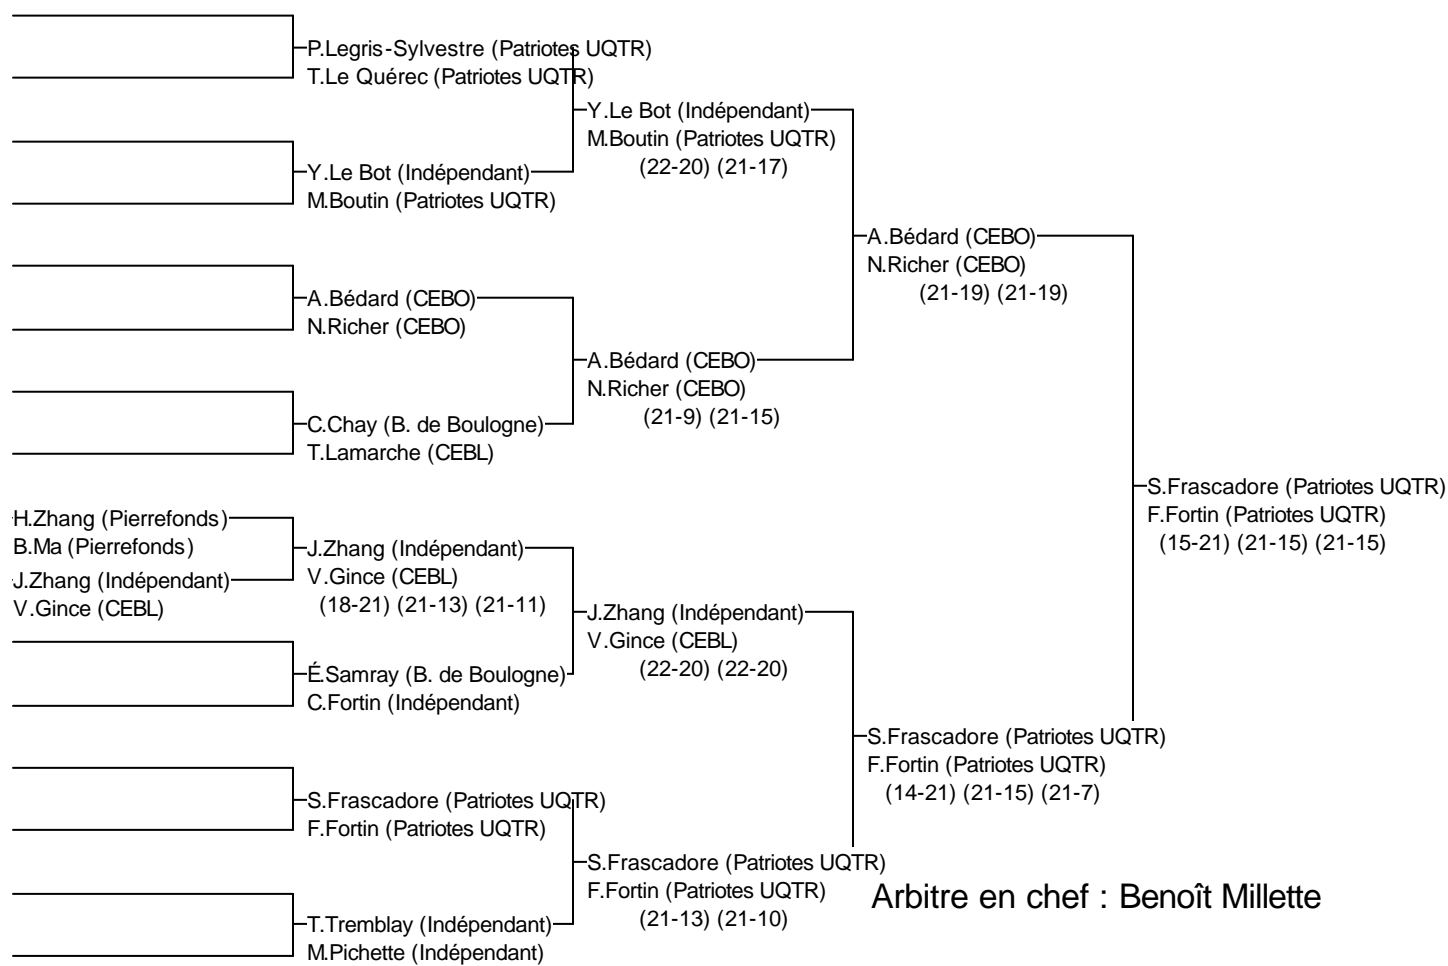 P.Legris-Sylvestre (Patriotes UQTR)
T.Le Quérec (Patriotes UQTR)
Y.Le Bot (Indépendant)
M.Boutin (Patriotes UQTR)
(22-20) (21-17)
Y.Le Bot (Indépendant)
M.Boutin (Patriotes UQTR)
A.Bédard (CEBO)
N.Richer (CEBO)
(21-19) (21-19)
A.Bédard (CEBO)
N.Richer (CEBO)
A.Bédard (CEBO)
N.Richer (CEBO)
(21-9) (21-15)
C.Chay (B. de Boulogne)
T.Lamarche (CEBL)
S.Frascadore (Patriotes UQTR)
F.Fortin (Patriotes UQTR)
(15-21) (21-15) (21-15)
H.Zhang (Pierrefonds)
B.Ma (Pierrefonds)
J.Zhang (Indépendant)
V.Gince (CEBL)
(18-21) (21-13) (21-11)
J.Zhang (Indépendant)
V.Gince (CEBL)
J.Zhang (Indépendant)
V.Gince (CEBL)
(22-20) (22-20)
É.Samray (B. de Boulogne)
C.Fortin (Indépendant)
S.Frascadore (Patriotes UQTR)
F.Fortin (Patriotes UQTR)
(14-21) (21-15) (21-7)
S.Frascadore (Patriotes UQTR)
F.Fortin (Patriotes UQTR)
S.Frascadore (Patriotes UQTR)
F.Fortin (Patriotes UQTR)
(21-13) (21-10)
Arbitre en chef : Benoît Millette
T.Tremblay (Indépendant)
M.Pichette (Indépendant)